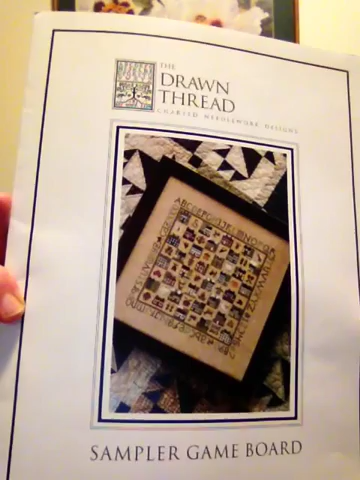 THE
DRAWN
THREAD
CHARTED NEEDLEWORK DESIGNS
SAMPLER GAME BOARD